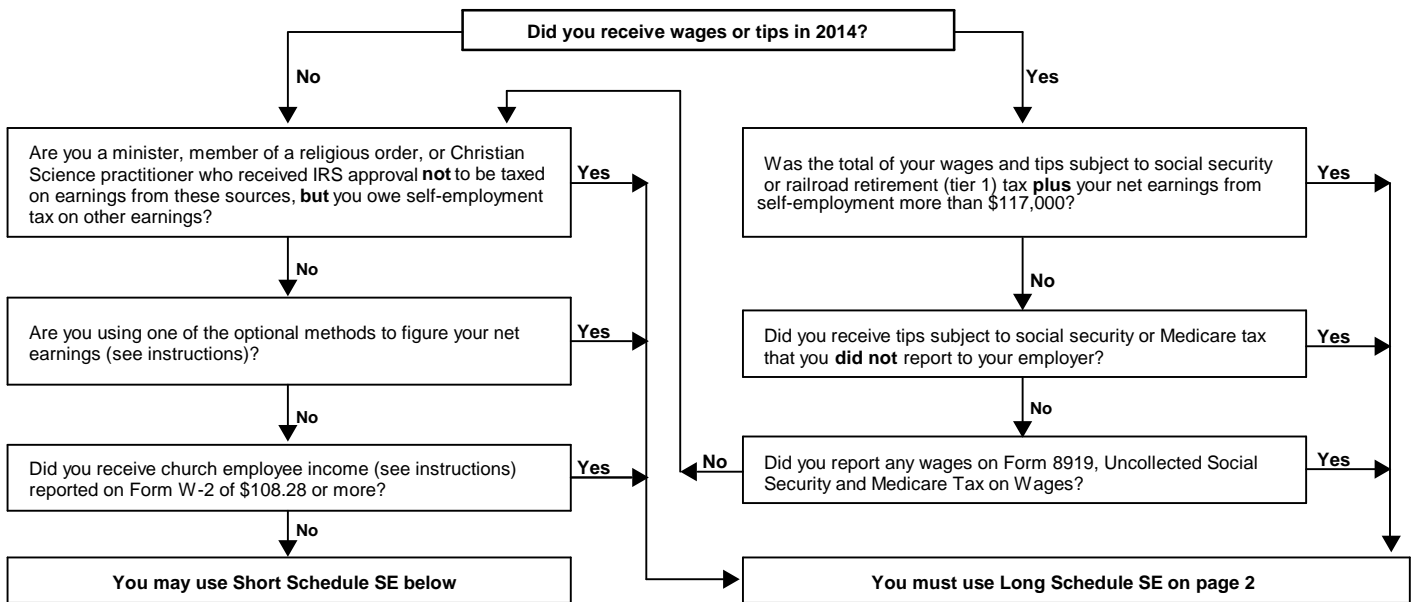 Did you receive wages or tips in 2014?
No
Yes
Are you a minister, member of a religious order, or Christian
Science practitioner who received IRS approval not to be taxed
on earnings from these sources, but you owe self-employment
tax on other earnings?
Yes
Was the total of your wages and tips subject to social security
or railroad retirement (tier 1) tax plus your net earnings from
self-employment more than $117,000?
Yes
No
No
Are you using one of the optional methods to figure your net
earnings (see instructions)?
Yes
Did you receive tips subject to social security or Medicare tax
that you did not report to your employer?
Yes
No
No
Did you receive church employee income (see instructions)
reported on Form W-2 of $108.28 or more?
Yes
No
Did you report any wages on Form 8919, Uncollected Social
Security and Medicare Tax on Wages?
Yes
No
You may use Short Schedule SE below
You must use Long Schedule SE on page 2